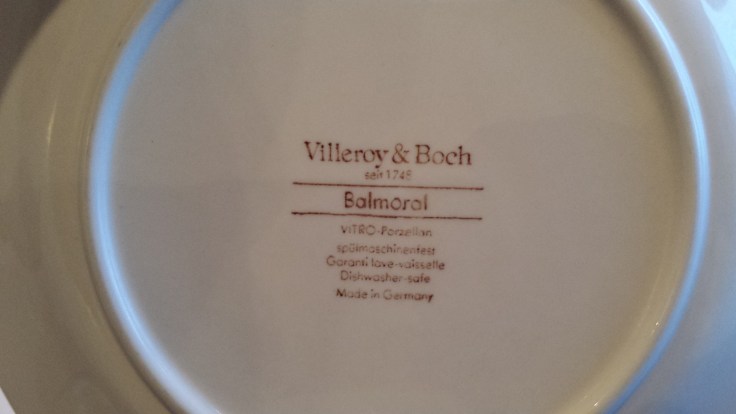 Villeroy & Boch
seit 1748
Balmoral
VITRO-Porzellan
spülmaschinenfest
Garanti lave-vaisselle
Dishwasher-safe
Made in Germany